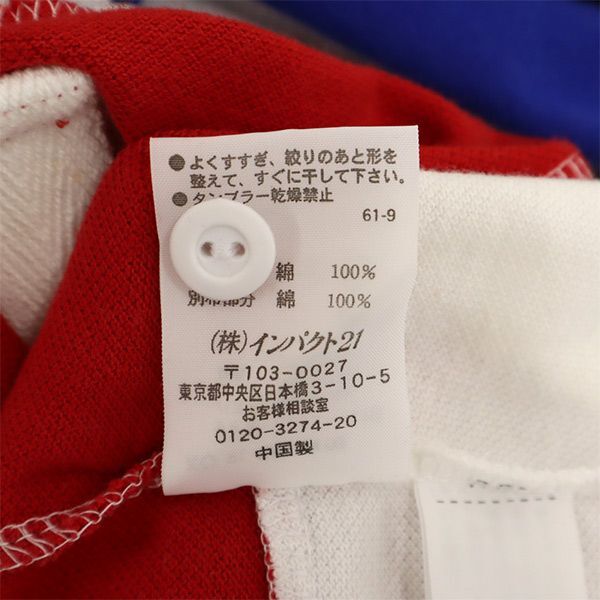 ●よくすすぎ、絞りのあと形を
整えて、すぐに干して下さい。
●タンブラー乾燥禁止
61-9
綿 100%
別布部分 綿 100%
(株)インパクト21
〒103-0027
東京都中央区日本橋3-10-5
お客様相談室
0120-3274-20
中国製